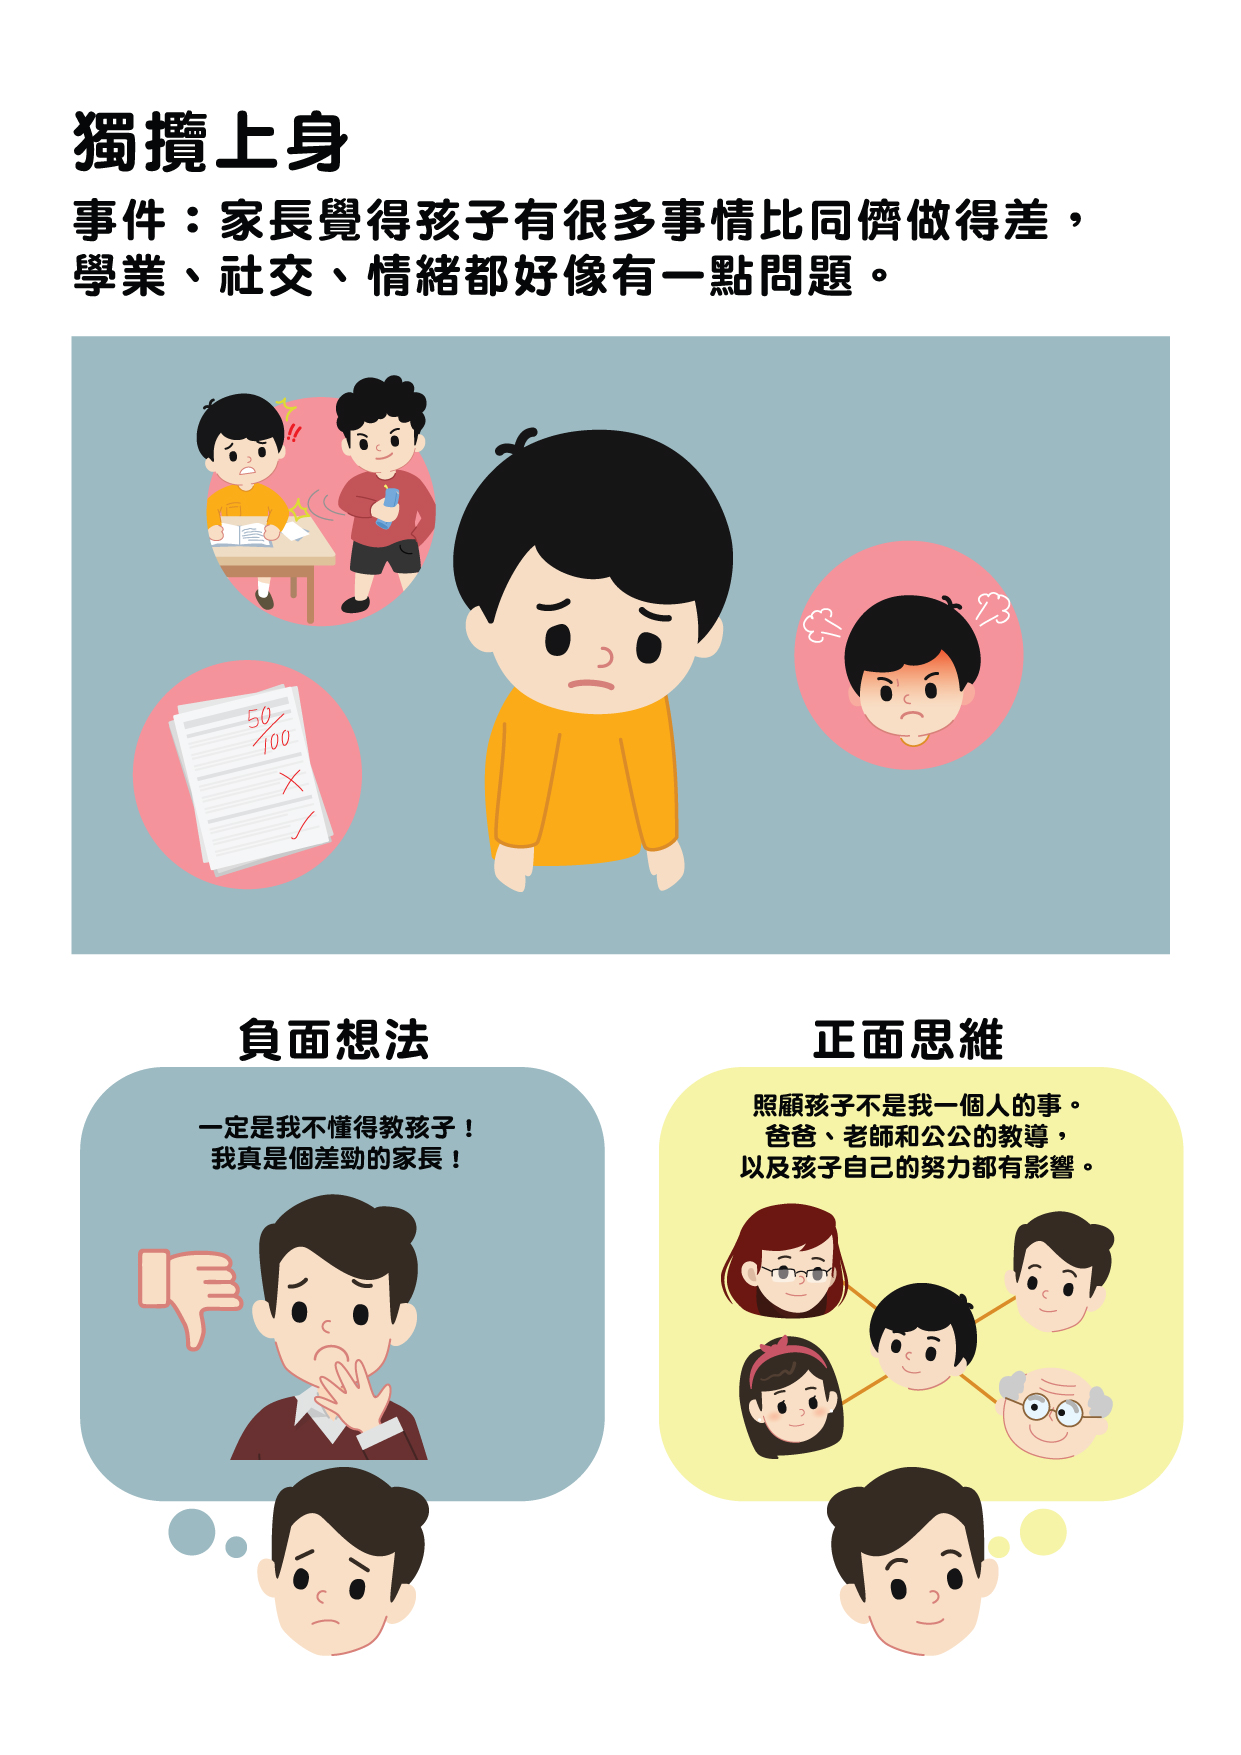 獨攬上身
事件：家長覺得孩子有很多事情比同儕做得差，
學業、社交、情緒都好像有一點問題。
!!
50/100
負面想法
正面思維
一定是我不懂得教孩子！
我真是個差勁的家長！
照顧孩子不是我一個人的事。
爸爸、老師和公公的教導，
以及孩子自己的努力都有影響。